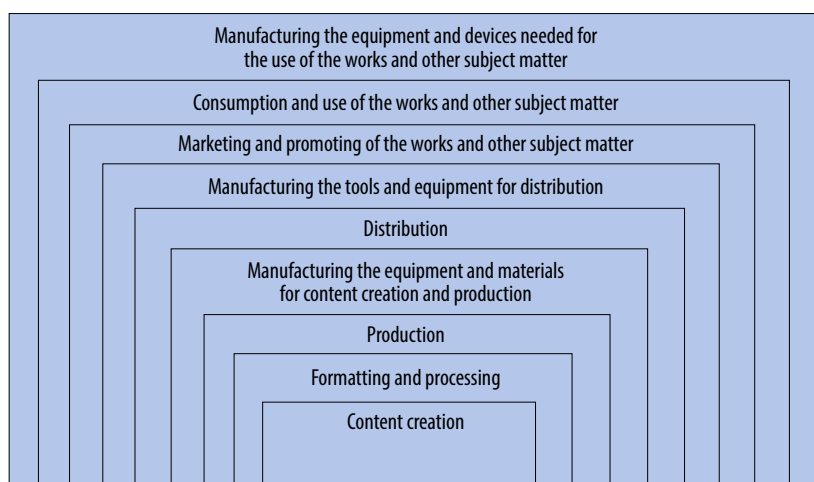 Manufacturing the equipment and devices needed for
the use of the works and other subject matter
Consumption and use of the works and other subject matter
Marketing and promoting of the works and other subject matter
Manufacturing the tools and equipment for distribution
Distribution
Manufacturing the equipment and materials
for content creation and production
Production
Formatting and processing
Content creation